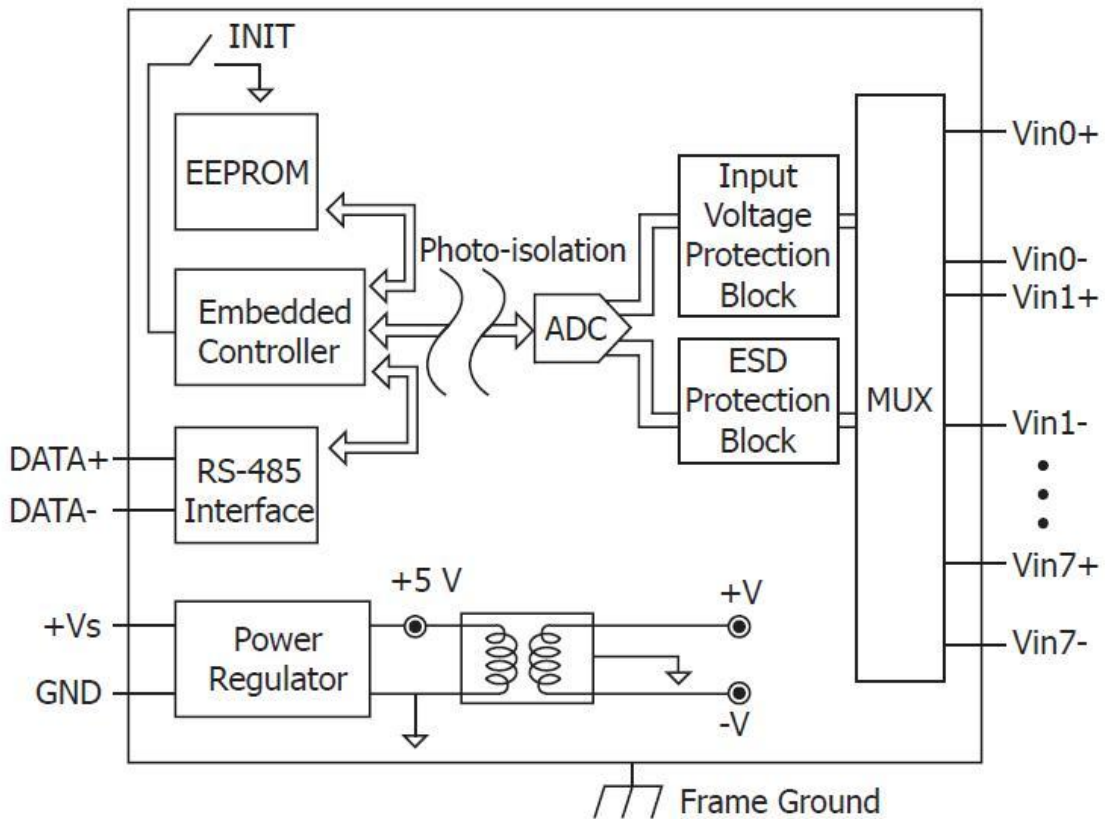 INIT
EEPROM
Photo-isolation
Embedded
Controller
ADC
Input
Voltage
Protection
Block
ESD
Protection
Block
MUX
Vin0+
Vin0-
Vin1+
Vin1-
Vin7+
Vin7-
DATA+
DATA-
RS-485
Interface
+5 V
+V
-V
+Vs
GND
Power
Regulator
Frame Ground